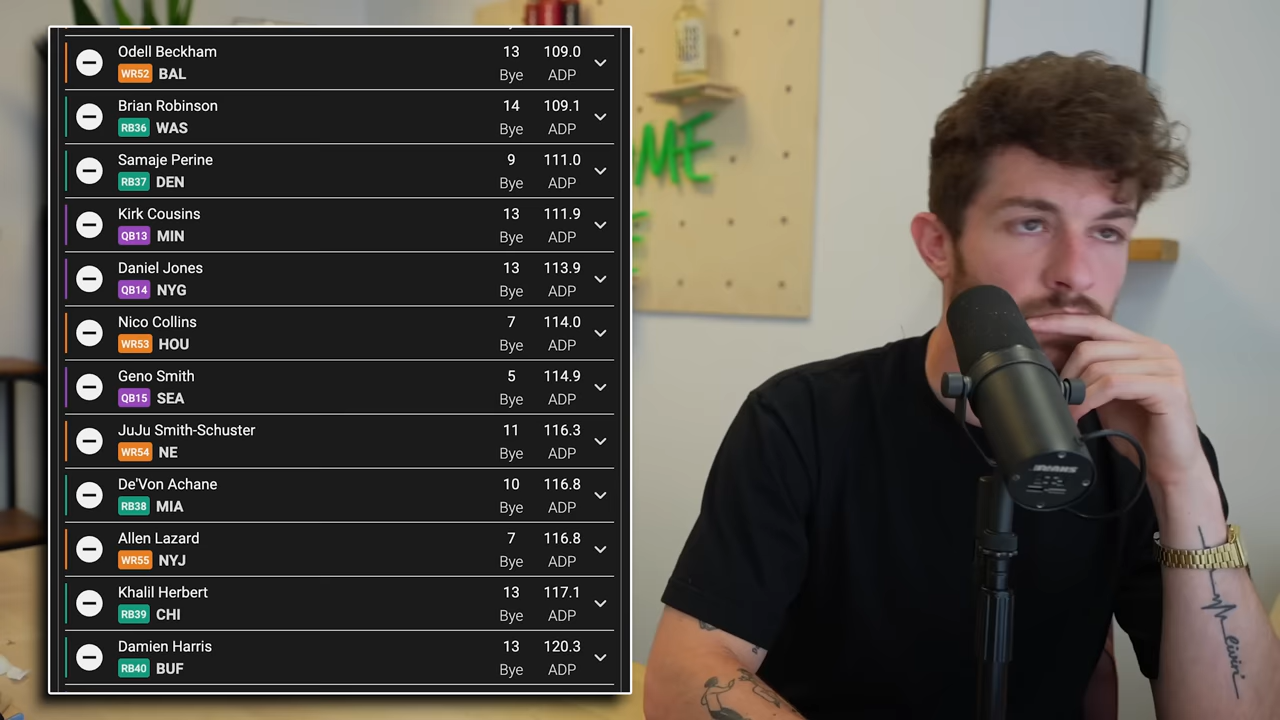 Odell Beckham 13 109.0
WR52 BAL Bye ADP
Brian Robinson 14 109.1
RB36 WAS Bye ADP
Samaje Perine 9 111.0
RB37 DEN Bye ADP
Kirk Cousins 13 111.9
QB13 MIN Bye ADP
Daniel Jones 13 113.9
QB14 NYG Bye ADP
Nico Collins 7 114.0
WR53 HOU Bye ADP
Geno Smith 5 114.9
QB15 SEA Bye ADP
JuJu Smith-Schuster 11 116.3
WR54 NE Bye ADP
De'Von Achane 10 116.8
RB38 MIA Bye ADP
Allen Lazard 7 116.8
WR55 NYJ Bye ADP
Khalil Herbert 13 117.1
RB39 CHI Bye ADP
Damien Harris 13 120.3
RB40 BUF Bye ADP
ME
SHURE
livin'